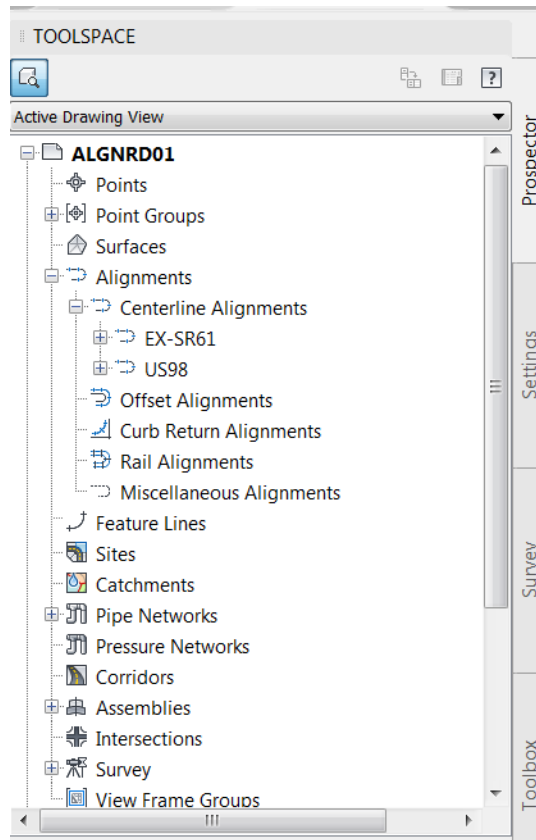 TOOLSPACE
?
Active Drawing View
ALGNRD01
Points
Point Groups
Surfaces
Alignments
Centerline Alignments
EX-SR61
US98
Offset Alignments
Curb Return Alignments
Rail Alignments
Miscellaneous Alignments
Feature Lines
Sites
Catchments
Pipe Networks
Pressure Networks
Corridors
Assemblies
Intersections
Survey
View Frame Groups
Prospector
Settings
Survey
Toolbox